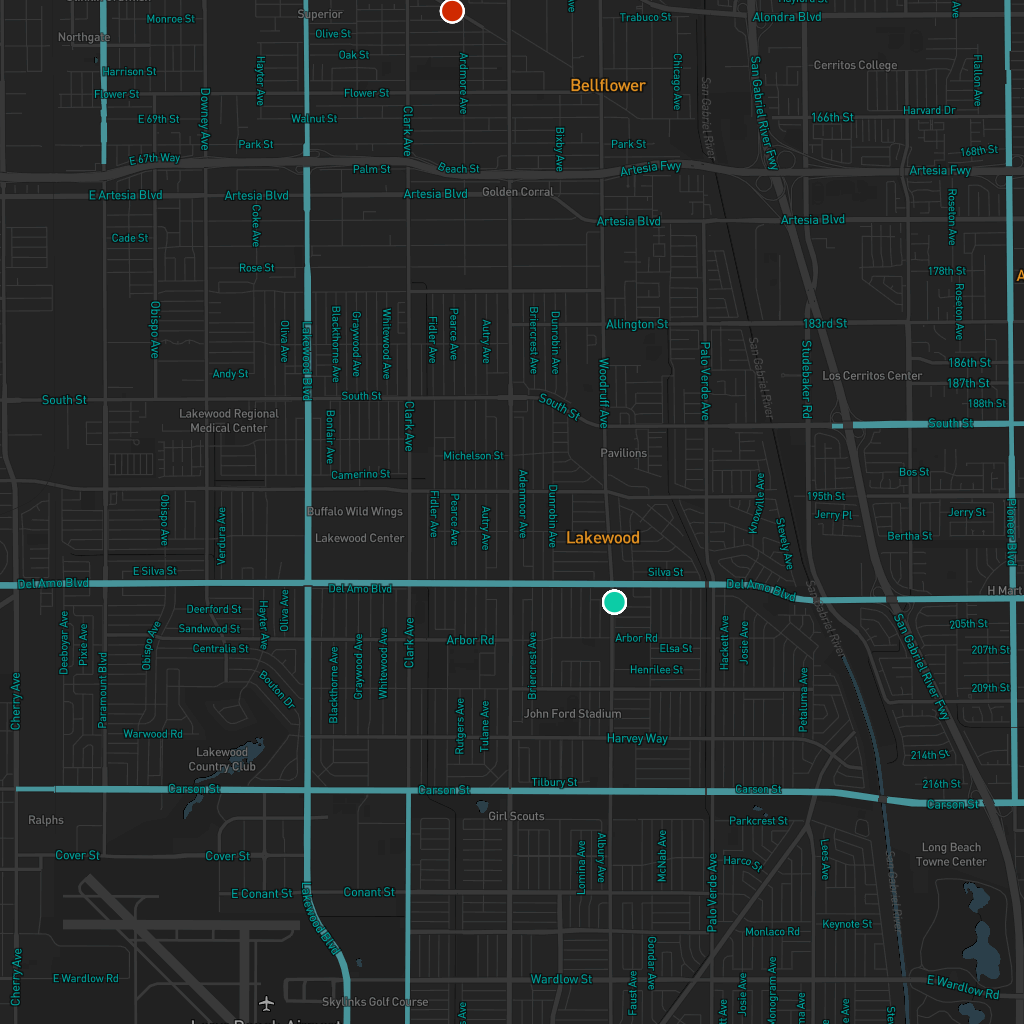 Monroe St
Superior
Trabuco St
Alondra Blvd
Northgate
Olive St
Oak St
Harrison St
Flower St
Flower St
Hayter Ave
Ardmore Ave
Chicago Ave
Bellflower
San Gabriel River
San Gabriel River Fwy
Cerritos College
Flallon Ave
Harvard Dr
Downey Ave
E 69th St
Walnut St
Clark Ave
166th St
Park St
Park St
Bixby Ave
168th St
E 67th Way
Palm St
Beach St
Artesia Fwy
Artesia Fwy
E Artesia Blvd
Artesia Blvd
Artesia Blvd
Golden Corral
Artesia Blvd
Artesia Blvd
Coke Ave
Roseton Ave
Cade St
Rose St
178th St
Obispo Ave
Oliva Ave
Lakewood Blvd
Blackthorne Ave
Graywood Ave
Whitewood Ave
Fidler Ave
Pearce Ave
Autry Ave
Briercrest Ave
Dunrobin Ave
Allington St
183rd St
Roseton Ave
San Gabriel River
Palo Verde Ave
Studebaker Rd
Woodruff Ave
Andy St
186th St
Los Cerritos Center
187th St
South St
South St
South St
188th St
South St
Lakewood Regional
Medical Center
Bonfair Ave
Clark Ave
Michelson St
Pavilions
Camerino St
Bos St
Obispo Ave
Verdura Ave
Fidler Ave
Pearce Ave
Autry Ave
Adenmoor Ave
Dunrobin Ave
Knoxville Ave
195th St
Buffalo Wild Wings
Jerry Pl
Jerry St
Pioneer Blvd
Lakewood Center
Lakewood
Stevely Ave
Bertha St
E Silva St
Silva St
Del Amo Blvd
Del Amo Blvd
Del Amo Blvd
H Mart
San Gabriel River
Deerford St
Hayter Ave
Oliva Ave
Sandwood St
Centralia St
Deeboyar Ave
Pixie Ave
Obispo Ave
Clark Ave
Arbor Rd
Arbor Rd
Elsa St
Henrilee St
Hackett Ave
Josie Ave
205th St
207th St
209th St
San Gabriel River Fwy
Cherry Ave
Paramount Blvd
Bouton Dr
Blackthorne Ave
Graywood Ave
Whitewood Ave
Briercrest Ave
Petaluma Ave
Rutgers Ave
Tulane Ave
John Ford Stadium
Warwood Rd
Harvey Way
Lakewood
Country Club
214th St
Tilbury St
216th St
Carson St
Carson St
Carson St
Carson St
Ralphs
Girl Scouts
Parkcrest St
Cover St
Cover St
Lomina Ave
Albury Ave
McNab Ave
Harco St
Lees Ave
Long Beach
Towne Center
E Conant St
Conant St
Lakewood Blvd
Palo Verde Ave
San Gabriel River
Keynote St
Monlaco Rd
Cherry Ave
E Wardlow Rd
Wardlow St
Gondar Ave
Faust Ave
Josie Ave
Monogram Ave
E Wardlow Rd
Skylinks Golf Course